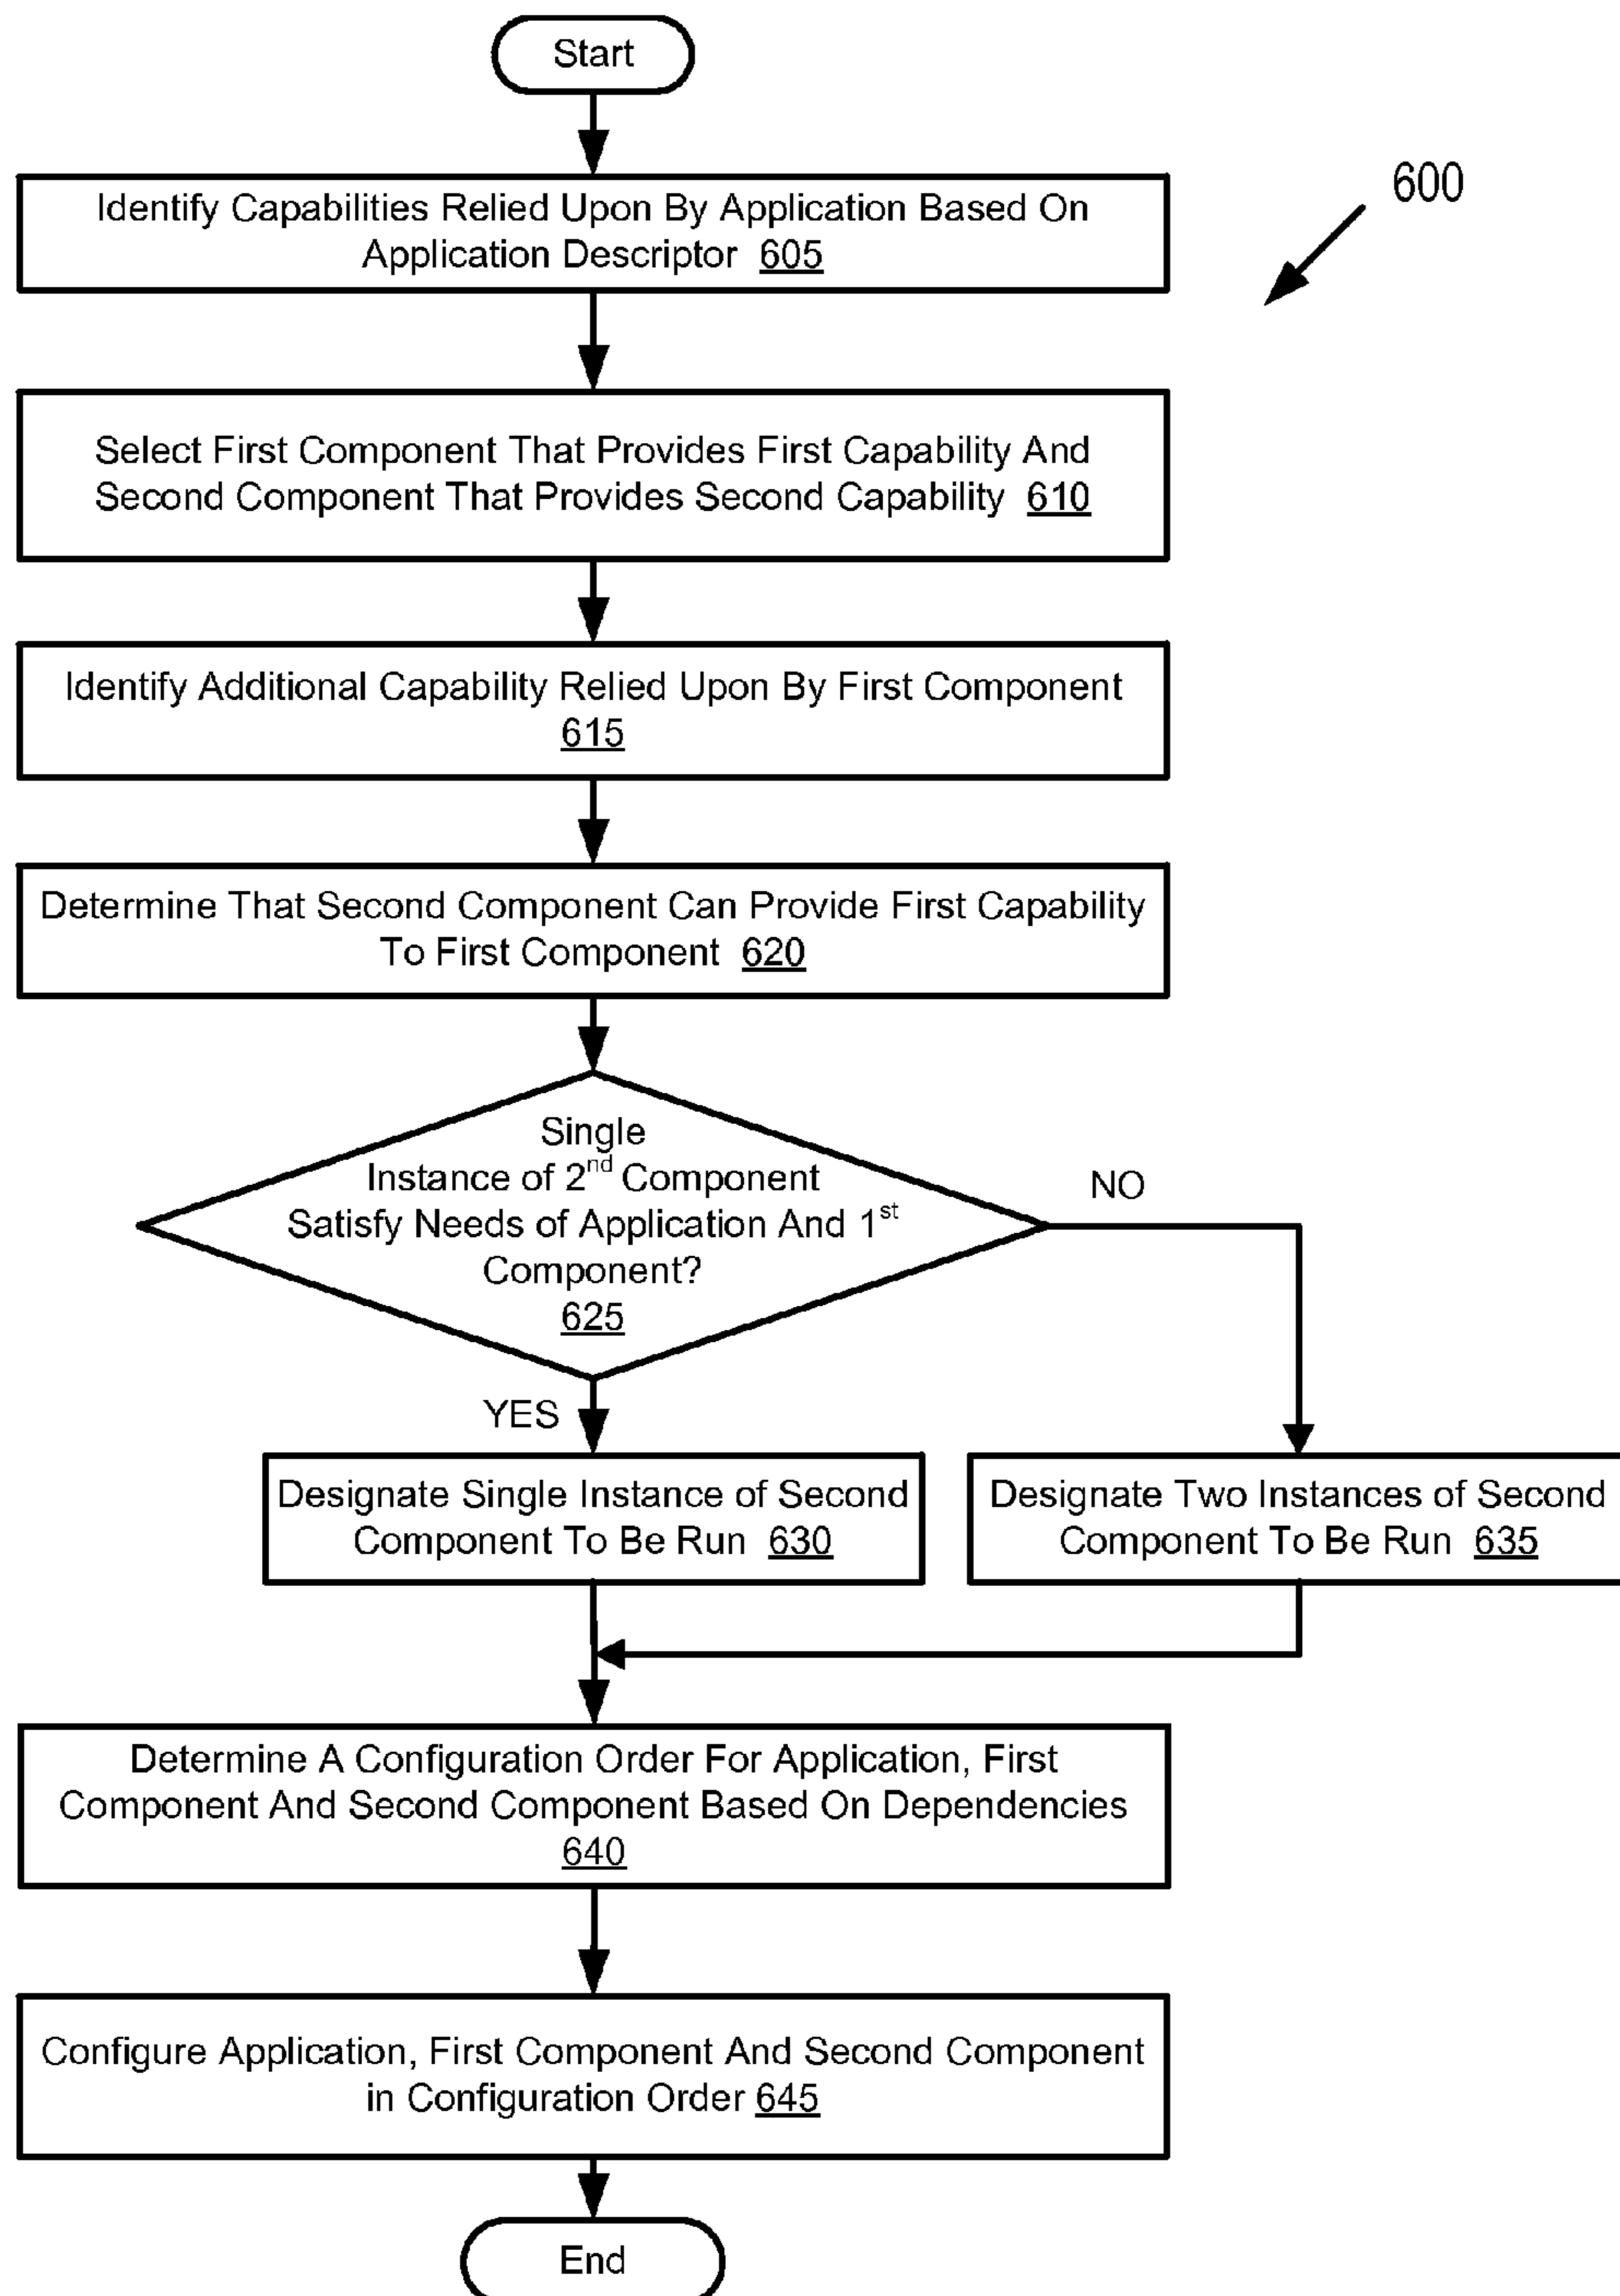 Start
600
Identify Capabilities Relied Upon By Application Based On
Application Descriptor 605
Select First Component That Provides First Capability And
Second Component That Provides Second Capability 610
Identify Additional Capability Relied Upon By First Component
615
Determine That Second Component Can Provide First Capability
To First Component 620
Single
Instance of 2nd Component
Satisfy Needs of Application And 1st
Component?
625
NO
YES
Designate Single Instance of Second
Component To Be Run 630
Designate Two Instances of Second
Component To Be Run 635
Determine A Configuration Order For Application, First
Component And Second Component Based On Dependencies
640
Configure Application, First Component And Second Component
in Configuration Order 645
End